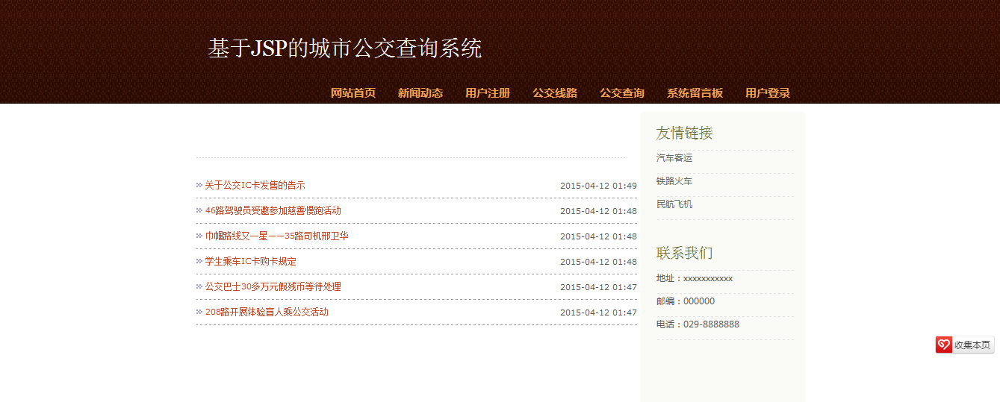 基于JSP的城市公交查询系统
网站首页 新闻动态 用户注册 公交线路 公交查询 系统留言板 用户登录
关于公交IC卡发售的告示 2015-04-12 01:49
46路驾驶员受邀参加慈善慢跑活动 2015-04-12 01:48
巾帼路线又一星——35路司机邢卫华 2015-04-12 01:48
学生乘车IC卡购卡规定 2015-04-12 01:48
公交巴士30多万元假残币等待处理 2015-04-12 01:47
208路开展体验盲人乘公交活动 2015-04-12 01:47
友情链接
汽车客运
铁路火车
民航飞机
联系我们
地址：xxxxxxxxxxx
邮编：000000
电话：029-8888888
收集本页